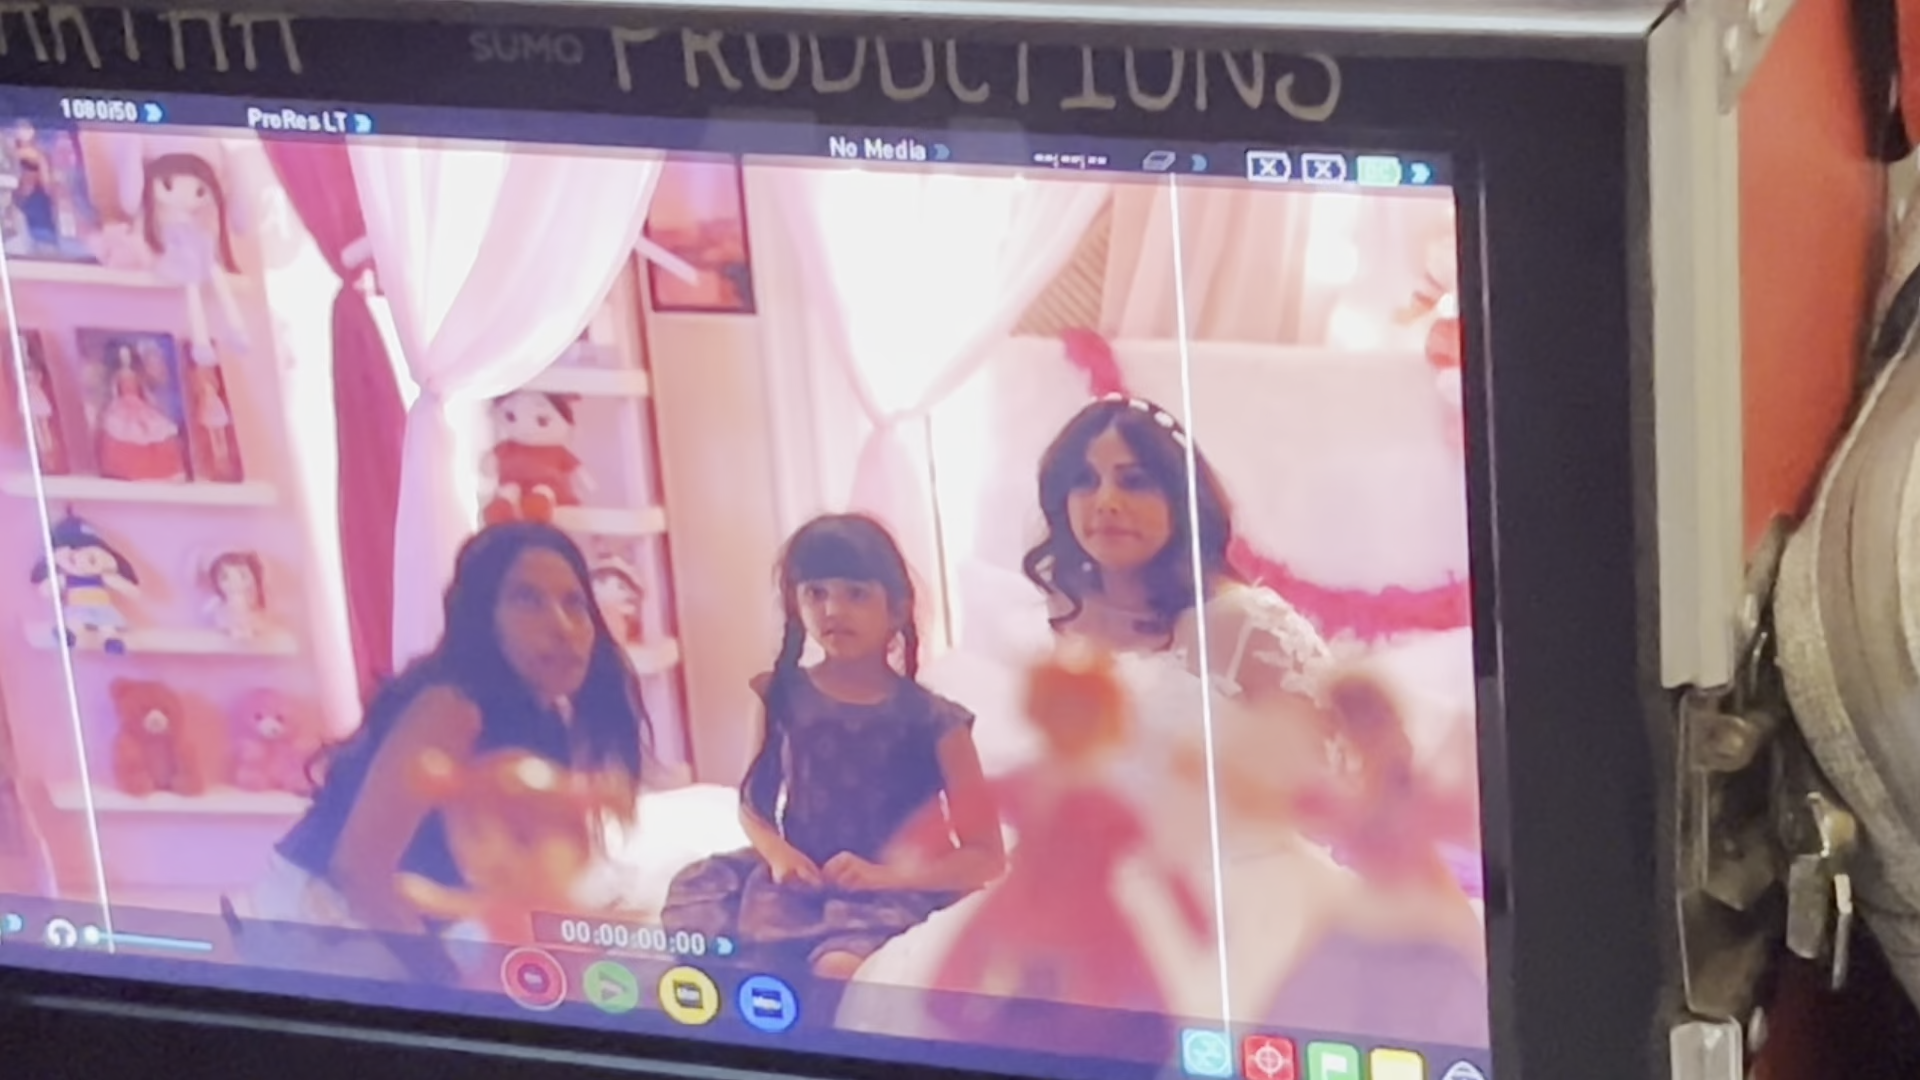 SUMO PRODUCTIONS
1080i50 ProRes LT No Media --:--:--
00:00:00:00